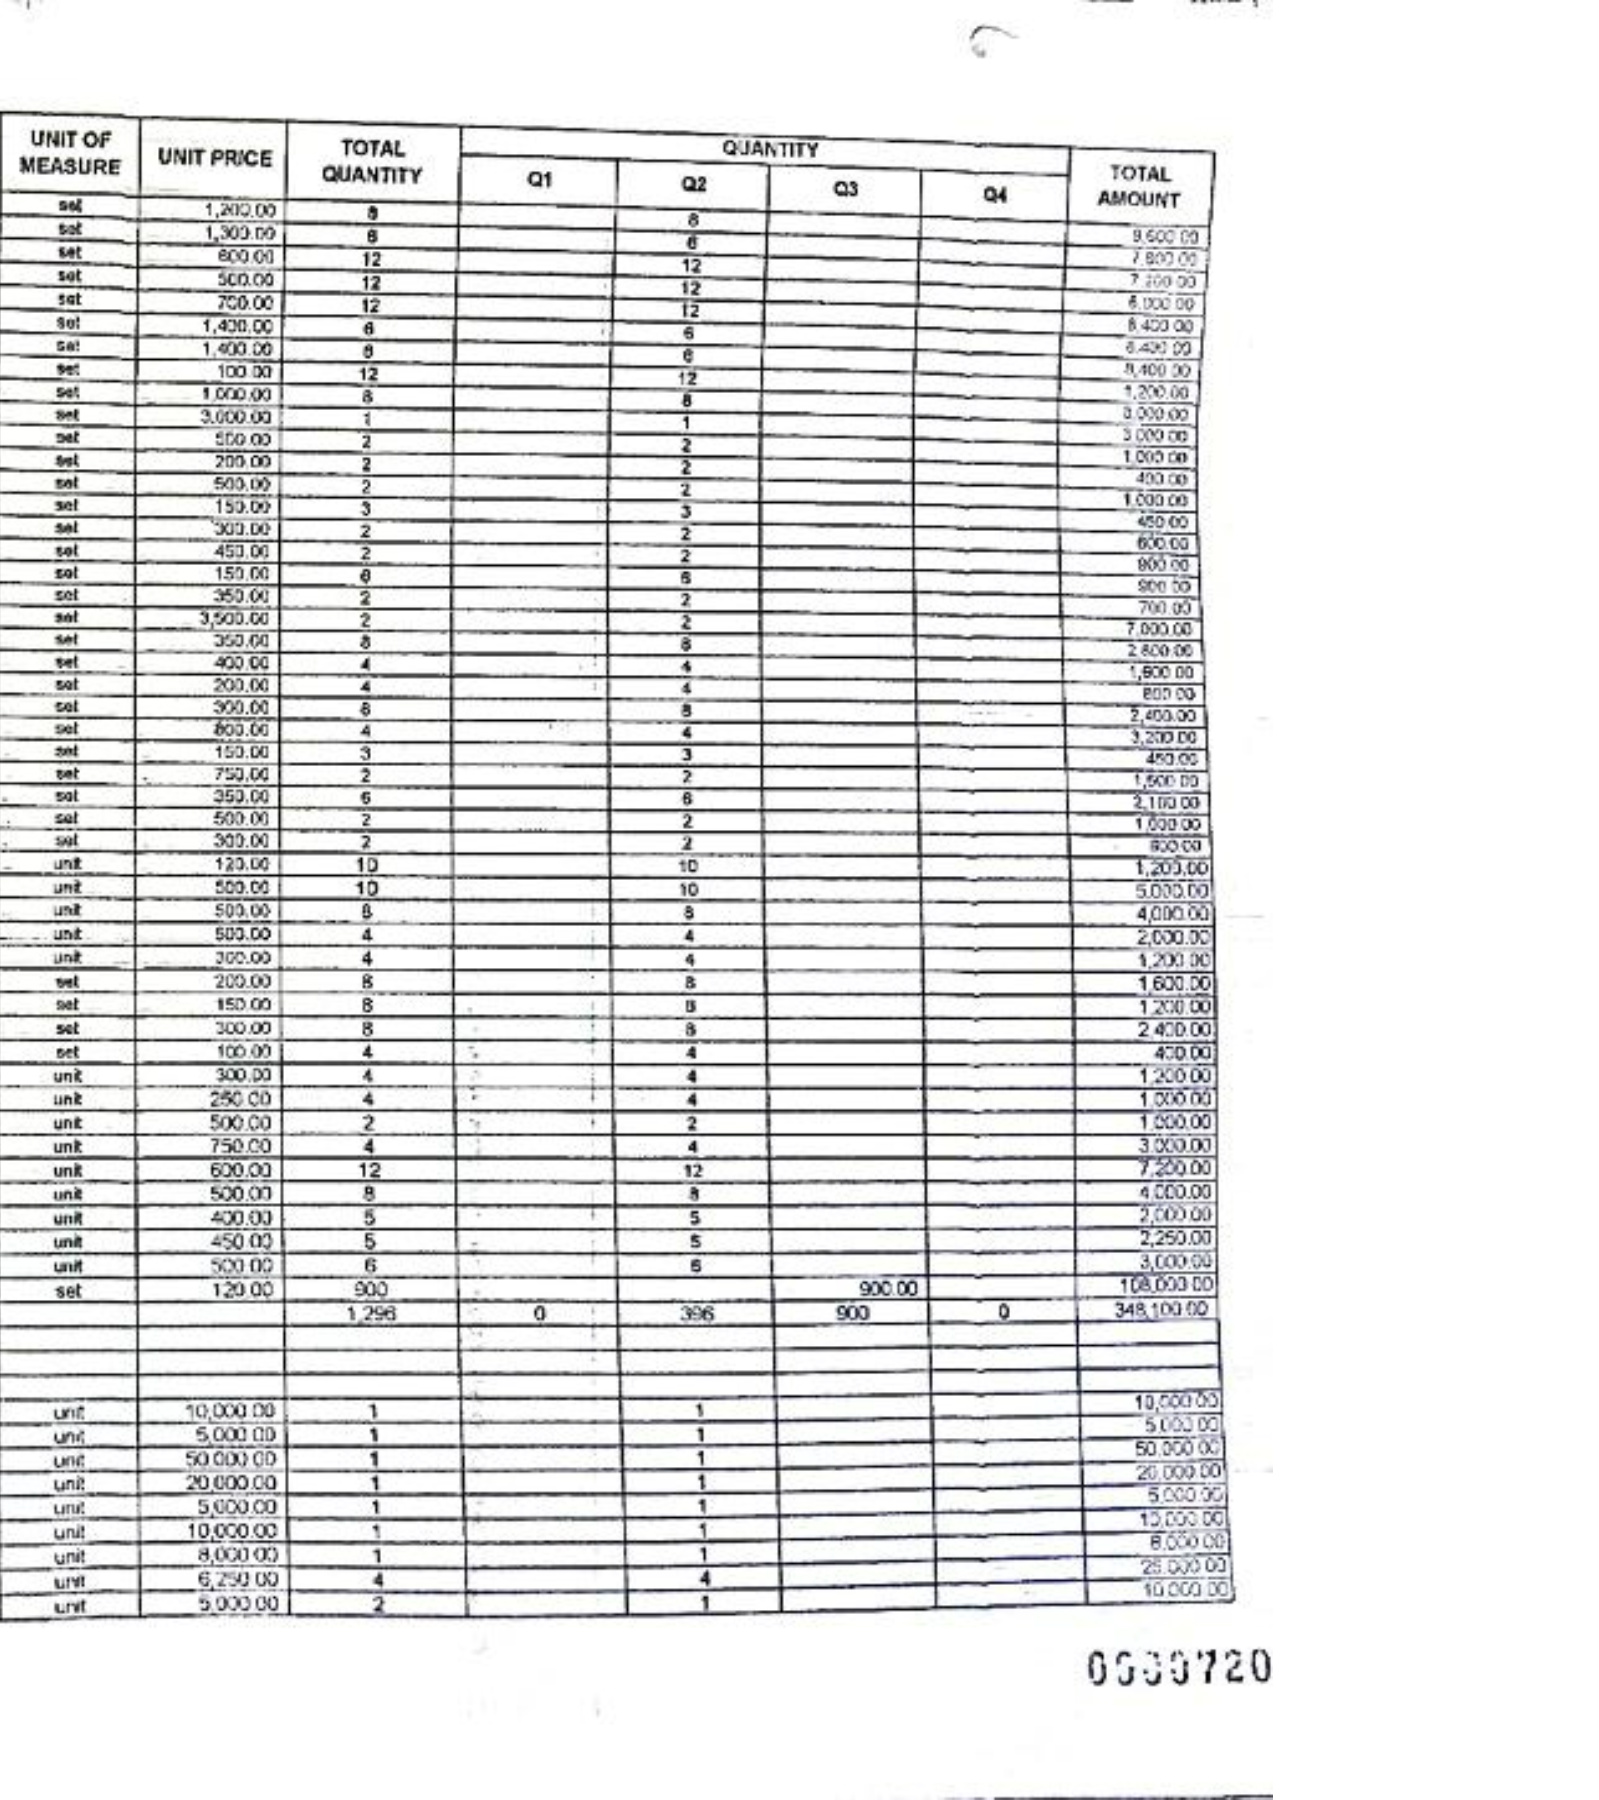 UNIT OF MEASURE UNIT PRICE TOTAL QUANTITY QUANTITY TOTAL AMOUNT
Q1 Q2 Q3 Q4
set 1,200.00 8 8 9,600.00
set 1,300.00 6 6 7,800.00
set 600.00 12 12 7,200.00
set 500.00 12 12 6,000.00
set 700.00 12 12 8,400.00
set 1,400.00 6 6 8,400.00
set 1,400.00 6 6 8,400.00
set 100.00 12 12 1,200.00
set 1,000.00 8 8 8,000.00
set 3,000.00 1 1 3,000.00
set 500.00 2 2 1,000.00
set 200.00 2 2 400.00
set 500.00 2 2 1,000.00
set 150.00 3 3 450.00
set 300.00 2 2 600.00
set 450.00 2 2 900.00
set 150.00 6 6 900.00
set 350.00 2 2 700.00
set 3,500.00 2 2 7,000.00
set 350.00 8 8 2,800.00
set 400.00 4 4 1,600.00
set 200.00 4 4 800.00
set 300.00 8 8 2,400.00
set 800.00 4 4 3,200.00
set 150.00 3 3 450.00
set 750.00 2 2 1,500.00
set 350.00 6 6 2,100.00
set 500.00 2 2 1,000.00
set 300.00 2 2 600.00
unit 120.00 10 10 1,200.00
unit 500.00 10 10 5,000.00
unit 500.00 8 8 4,000.00
unit 500.00 4 4 2,000.00
unit 300.00 4 4 1,200.00
set 200.00 8 8 1,600.00
set 150.00 8 8 1,200.00
set 300.00 8 8 2,400.00
set 100.00 4 4 400.00
unit 300.00 4 4 1,200.00
unit 250.00 4 4 1,000.00
unit 500.00 2 2 1,000.00
unit 750.00 4 4 3,000.00
unit 600.00 12 12 7,200.00
unit 500.00 8 8 4,000.00
unit 400.00 5 5 2,000.00
unit 450.00 5 5 2,250.00
unit 500.00 6 6 3,000.00
set 120.00 900 900.00 108,000.00
1,296 0 396 900 0 348,100.00
unit 10,000.00 1 1 10,000.00
unit 5,000.00 1 1 5,000.00
unit 50,000.00 1 1 50,000.00
unit 20,000.00 1 1 20,000.00
unit 5,000.00 1 1 5,000.00
unit 10,000.00 1 1 10,000.00
unit 8,000.00 1 1 8,000.00
unit 6,250.00 4 4 25,000.00
unit 5,000.00 2 1 10,000.00
0000720